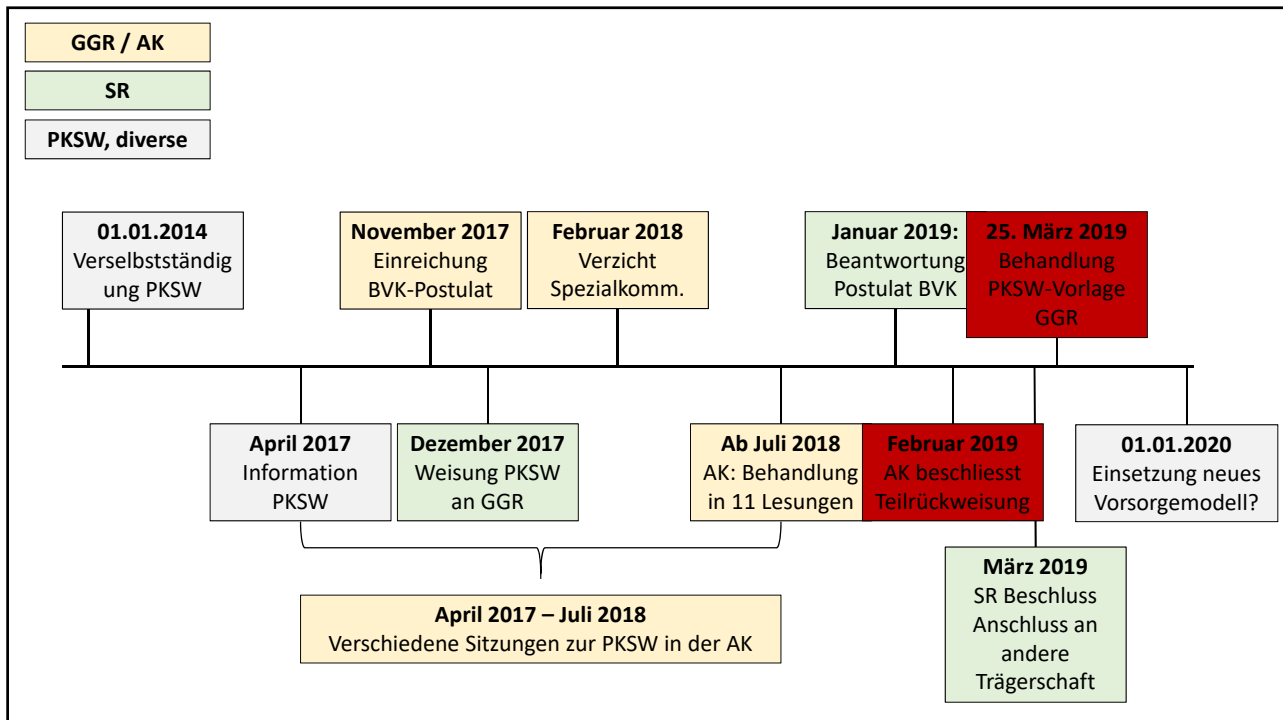 GGR / AK
SR
PKSW, diverse
01.01.2014
Verselbstständig
ung PKSW
November 2017
Einreichung
BVK-Postulat
Februar 2018
Verzicht
Spezialkomm.
Januar 2019:
Beantwortung
Postulat BVK
25. März 2019
Behandlung
PKSW-Vorlage
GGR
April 2017
Information
PKSW
Dezember 2017
Weisung PKSW
an GGR
Ab Juli 2018
AK: Behandlung
in 11 Lesungen
Februar 2019
AK beschliesst
Teilrückweisung
01.01.2020
Einsetzung neues
Vorsorgemodell?
April 2017 – Juli 2018
Verschiedene Sitzungen zur PKSW in der AK
März 2019
SR Beschluss
Anschluss an
andere
Trägerschaft